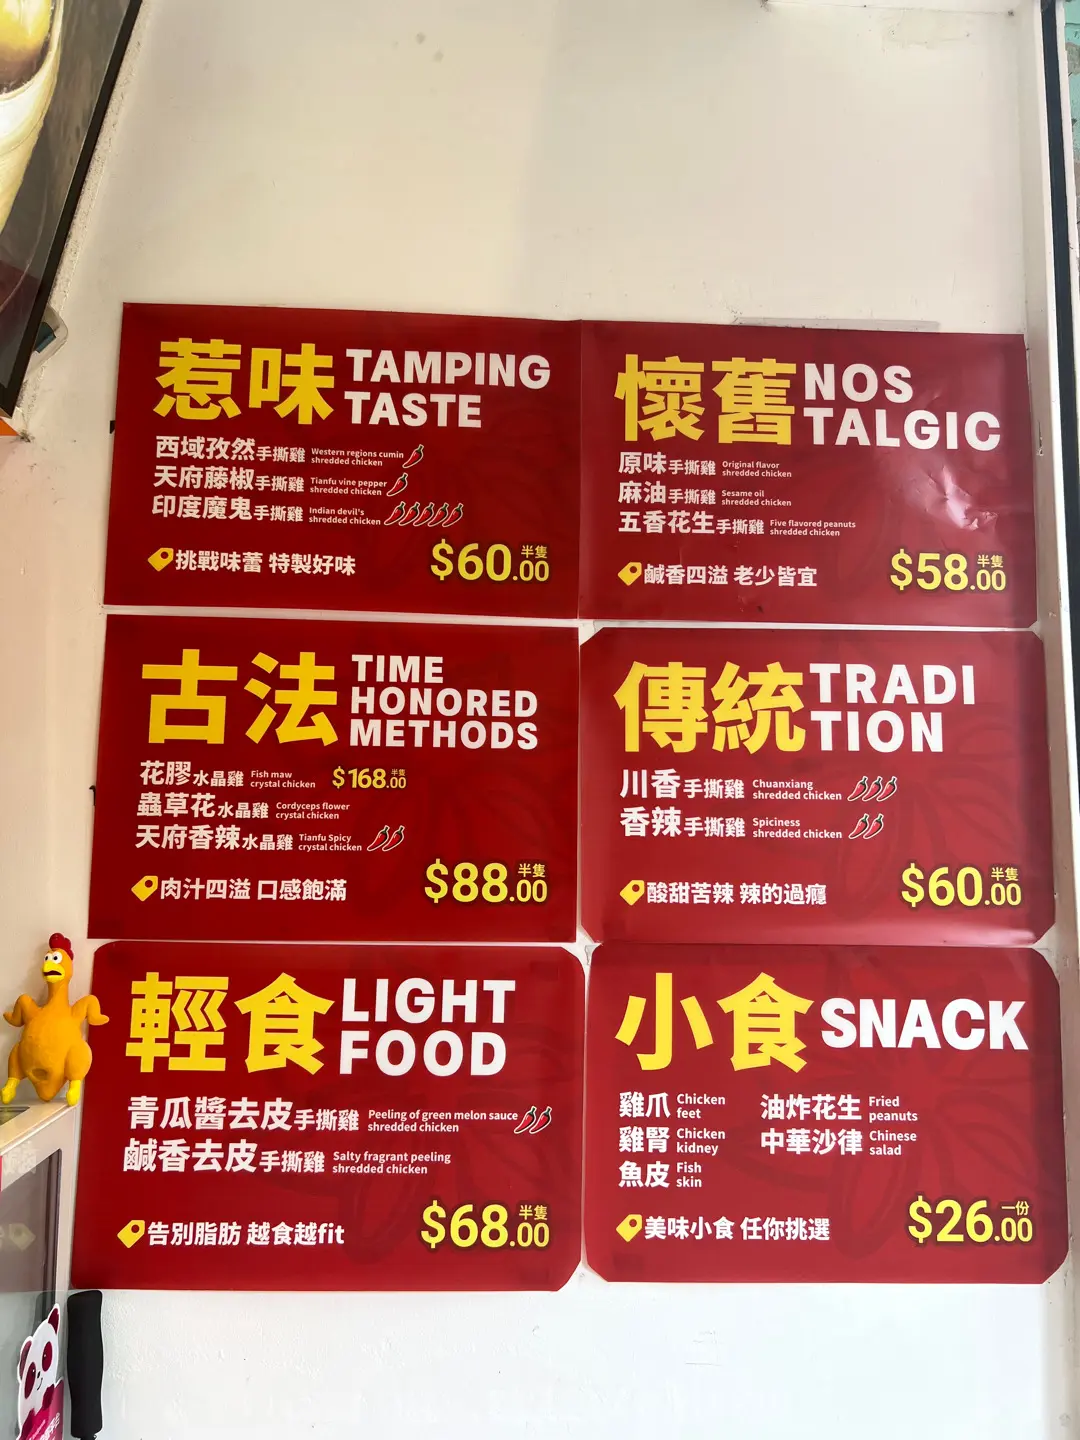 惹味 TAMPING TASTE
西域孜然手撕雞 Western regions cumin shredded chicken
天府藤椒手撕雞 Tianfu vine pepper shredded chicken
印度魔鬼手撕雞 Indian devil's shredded chicken
挑戰味蕾 特製好味
$60.00 半隻
懷舊 NOS TALGIC
原味手撕雞 Original flavor shredded chicken
麻油手撕雞 Sesame oil shredded chicken
五香花生手撕雞 Five flavored peanuts shredded chicken
鹹香四溢 老少皆宜
$58.00 半隻
古法 TIME HONORED METHODS
花膠水晶雞 Fish maw crystal chicken $168.00 半隻
蟲草花水晶雞 Cordyceps flower crystal chicken
天府香辣水晶雞 Tianfu Spicy crystal chicken
肉汁四溢 口感飽滿
$88.00 半隻
傳統 TRADI TION
川香手撕雞 Chuanxiang shredded chicken
香辣手撕雞 Spiciness shredded chicken
酸甜苦辣 辣的過癮
$60.00 半隻
輕食 LIGHT FOOD
青瓜醬去皮手撕雞 Peeling of green melon sauce shredded chicken
鹹香去皮手撕雞 Salty fragrant peeling shredded chicken
告別脂肪 越食越fit
$68.00 半隻
小食 SNACK
雞爪 Chicken feet
雞腎 Chicken kidney
魚皮 Fish skin
油炸花生 Fried peanuts
中華沙律 Chinese salad
美味小食 任你挑選
$26.00 一份